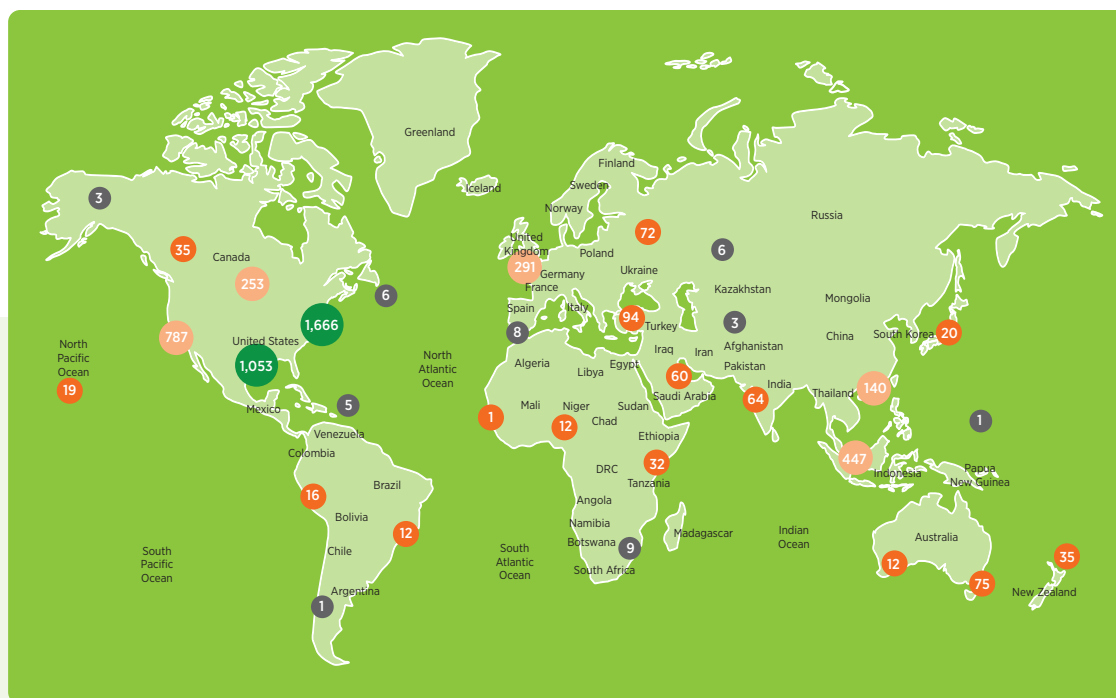 Greenland
Finland
Iceland
Sweden
3
Norway
Russia
72
United
Kingdom
35
Canada
Poland
6
291
Germany
Ukraine
253
France
Kazakhstan
6
Mongolia
Spain
Italy
94
3
1,666
8
Turkey
South Korea
20
787
United States
China
North
Pacific
Ocean
North
Atlantic
Ocean
Iraq
Iran
Afghanistan
1,053
Algeria
Libya
Egypt
Pakistan
60
India
140
19
Saudi Arabia
64
Thailand
5
Mexico
1
Mali
Niger
Sudan
12
Chad
1
Venezuela
Ethiopia
Colombia
447
32
DRC
Indonesia
Papua
New Guinea
Brazil
Tanzania
16
Angola
Bolivia
Namibia
12
Madagascar
Indian
Ocean
Australia
Botswana
9
Chile
South
Pacific
Ocean
South
Atlantic
Ocean
South Africa
12
35
75
Argentina
New Zealand
1